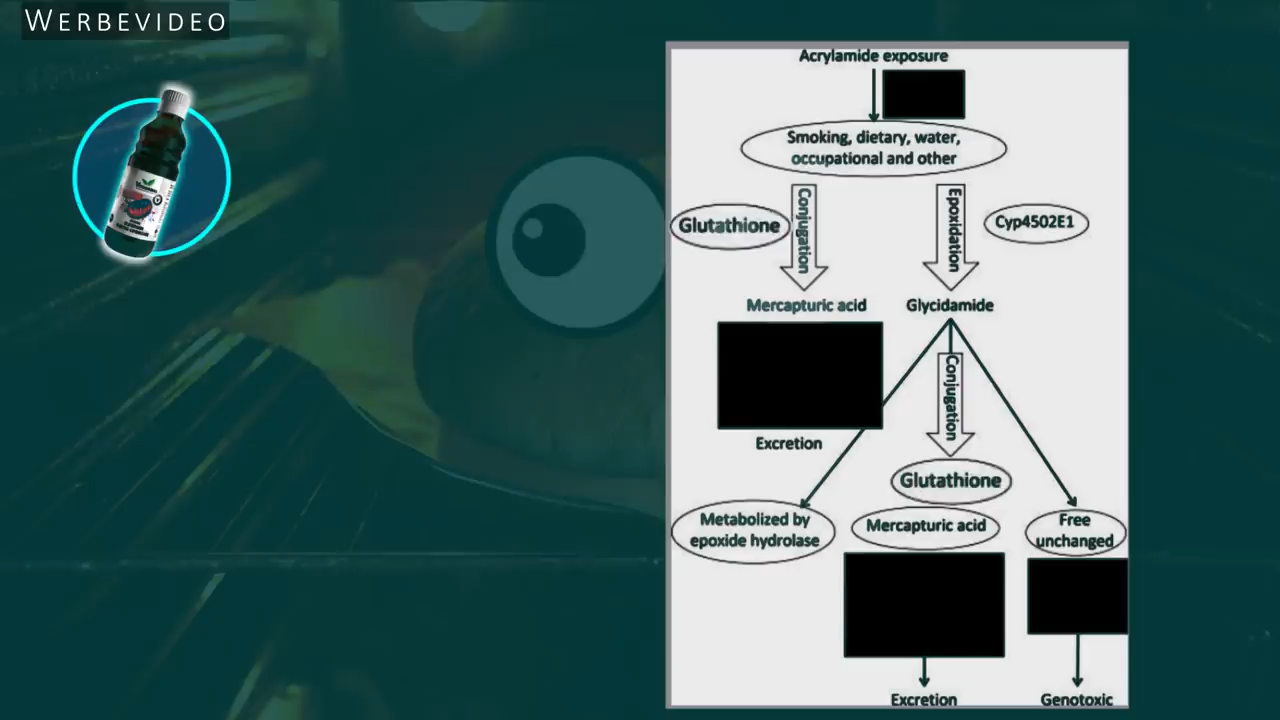 WERBEVIDEO
Acrylamide exposure
Smoking, dietary, water,
occupational and other
Glutathione
Conjugation
Epoxidation
Cyp4502E1
Mercapturic acid
Glycidamide
Conjugation
Excretion
Glutathione
Metabolized by
epoxide hydrolase
Mercapturic acid
Free
unchanged
Excretion
Genotoxic